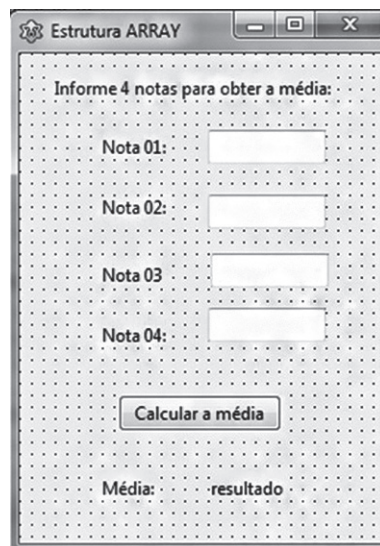 Estrutura ARRAY
Informe 4 notas para obter a média:
Nota 01:
Nota 02:
Nota 03
Nota 04:
Calcular a média
Média: resultado